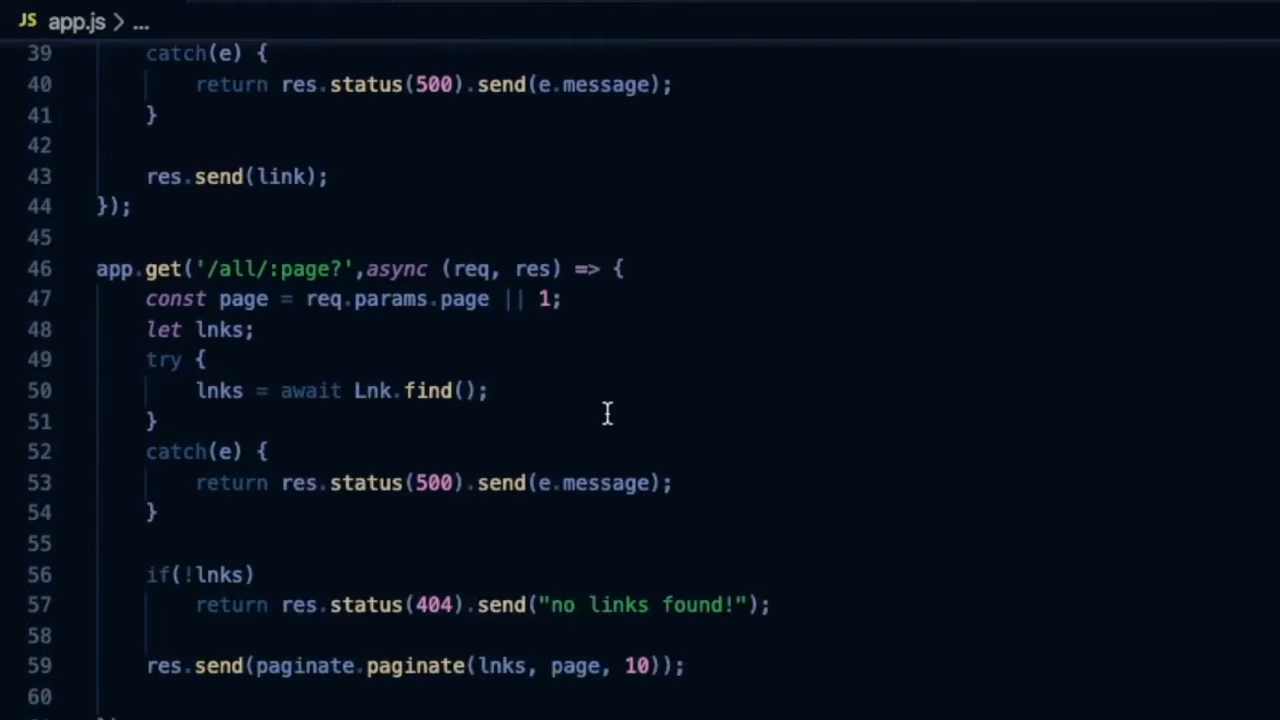 JS app.js > ...
39 catch(e) {
40 return res.status(500).send(e.message);
41 }
42
43 res.send(link);
44 });
45
46 app.get('/all/:page?',async (req, res) => {
47 const page = req.params.page || 1;
48 let lnks;
49 try {
50 lnks = await Lnk.find();
51 }
52 catch(e) {
53 return res.status(500).send(e.message);
54 }
55
56 if(!lnks)
57 return res.status(404).send("no links found!");
58
59 res.send(paginate.paginate(lnks, page, 10));
60